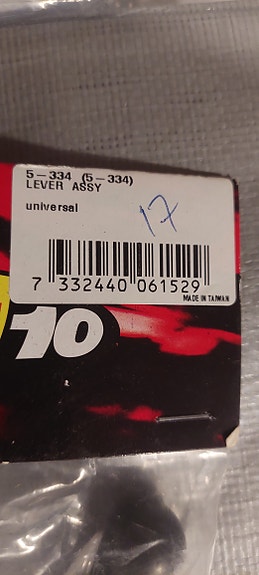 5-334 (5-334)
LEVER ASSY
universal
17
7 332440 061529
MADE IN TAIWAN
10